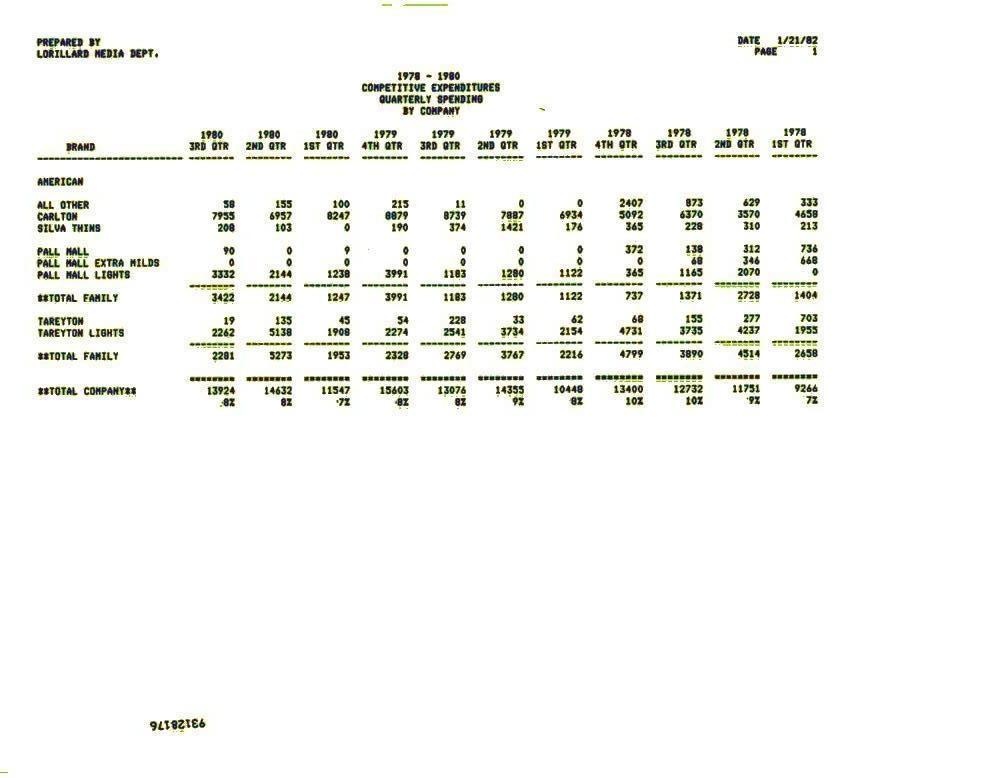 PREPARED BY
LORILLARD MEDIA DEPT.
DATE 1/21/82
PAGE 1
1978 - 1980
COMPETITIVE EXPENDITURES
QUARTERLY SPENDING
BY COMPANY
1980 1980 1980 1979 1979 1979 1979 1978 1978 1978 1978
BRAND 3RD QTR 2ND QTR 1ST QTR 4TH QTR 3RD QTR 2ND QTR 1ST QTR 4TH QTR 3RD QTR 2ND QTR 1ST QTR
AMERICAN
ALL OTHER 58 155 100 215 11 0 0 2407 873 629 333
CARLTON 7955 6957 8247 8879 8739 7887 6934 5092 6370 3570 4658
SILVA THINS 208 103 0 190 374 1421 176 365 228 310 213
PALL MALL 90 0 9 0 0 0 0 372 138 312 736
PALL MALL EXTRA MILDS 0 0 0 0 0 0 0 0 68 346 668
PALL MALL LIGHTS 3332 2144 1238 3991 1183 1280 1122 365 1165 2070 0
**TOTAL FAMILY 3422 2144 1247 3991 1183 1280 1122 737 1371 2728 1404
TAREYTON 19 135 45 54 228 33 62 68 155 277 703
TAREYTON LIGHTS 2262 5138 1908 2274 2541 3734 2154 4731 3735 4237 1955
**TOTAL FAMILY 2281 5273 1953 2328 2769 3767 2216 4799 3890 4514 2658
**TOTAL COMPANY** 13924 14632 11547 15603 13076 14355 10448 13400 12732 11751 9266
8% 8% 7% 8% 8% 9% 8% 10% 10% 9% 7%
93128176